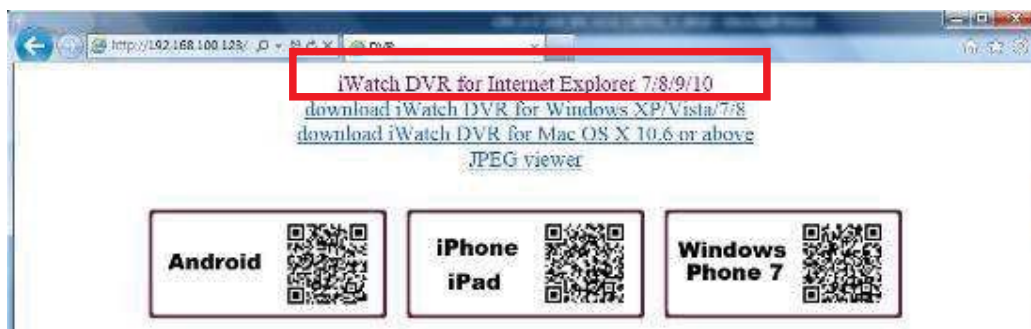 http://192.168.100.123/
DVR
iWatch DVR for Internet Explorer 7/8/9/10
download iWatch DVR for Windows XP/Vista/7/8
download iWatch DVR for Mac OS X 10.6 or above
JPEG viewer
Android
iPhone
iPad
Windows
Phone 7